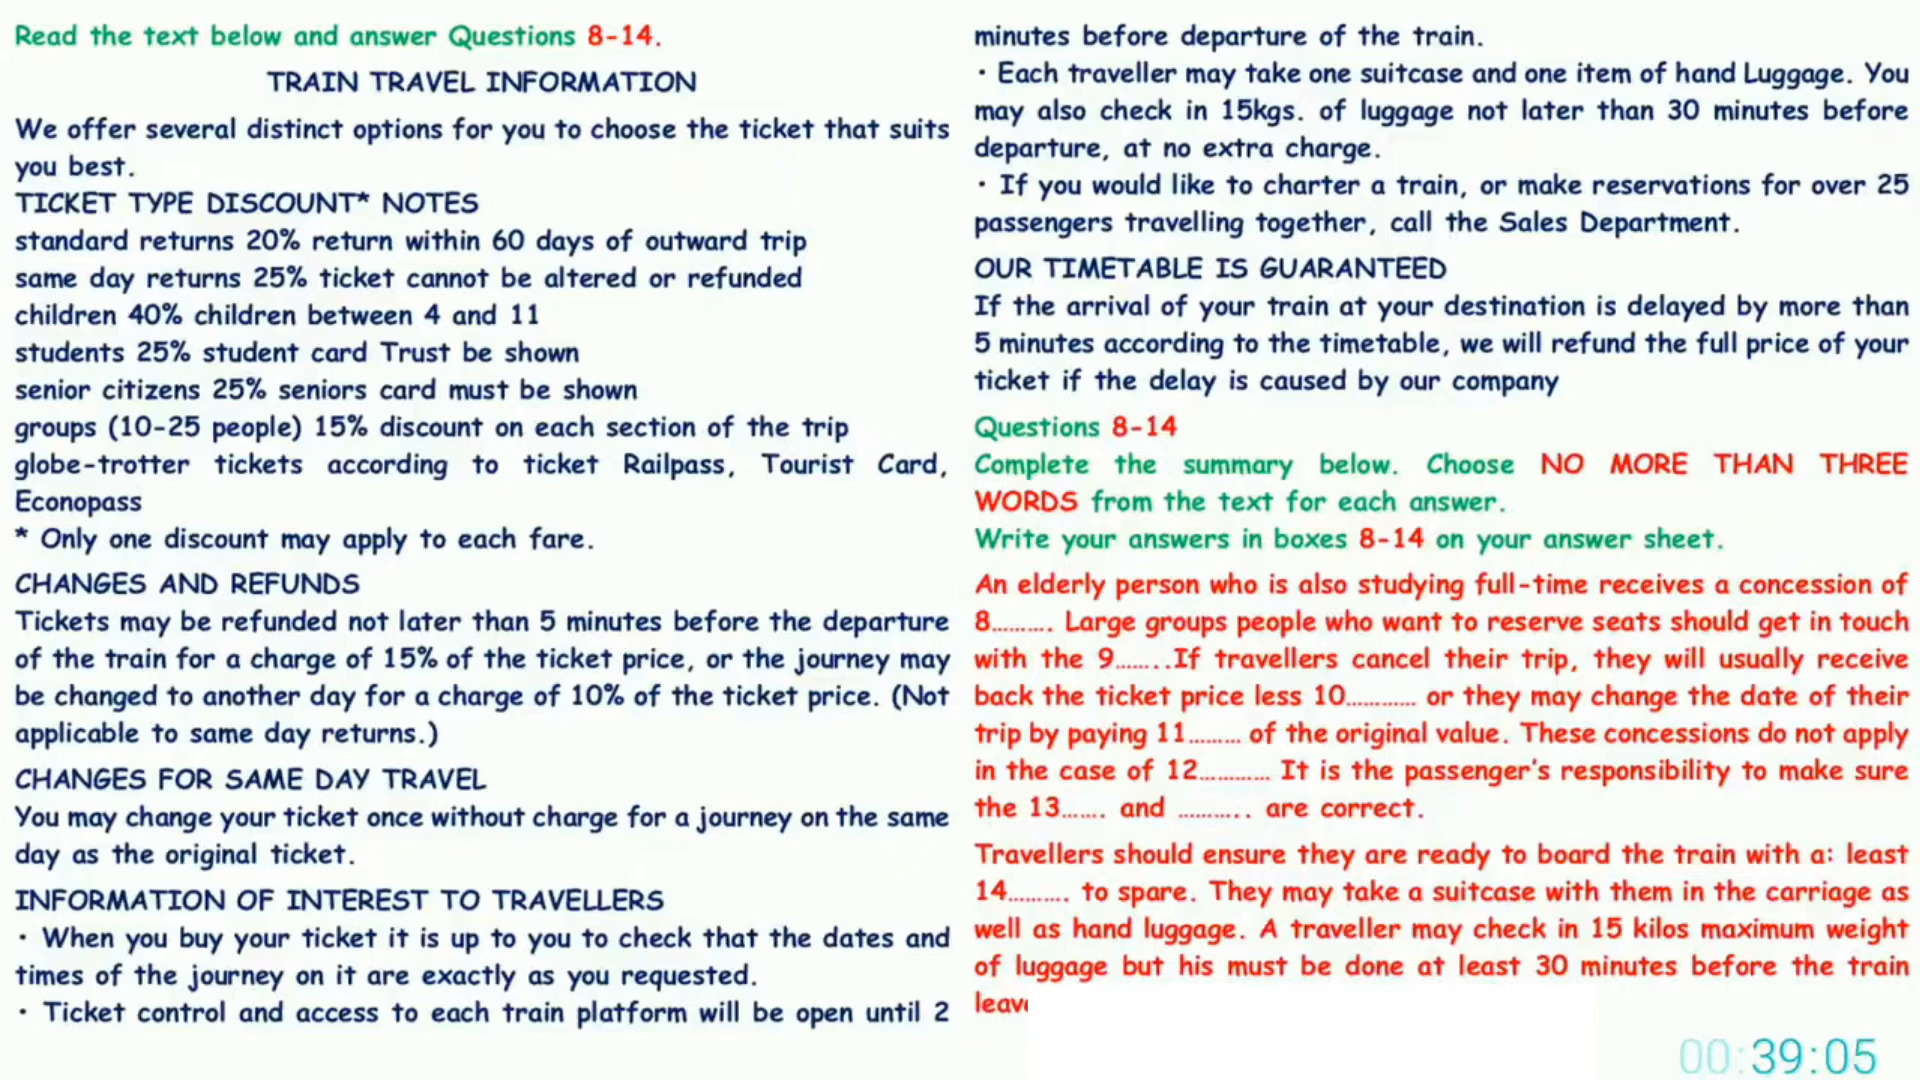 Read the text below and answer Questions 8-14.
TRAIN TRAVEL INFORMATION
We offer several distinct options for you to choose the ticket that suits
you best.
TICKET TYPE DISCOUNT* NOTES
standard returns 20% return within 60 days of outward trip
same day returns 25% ticket cannot be altered or refunded
children 40% children between 4 and 11
students 25% student card Trust be shown
senior citizens 25% seniors card must be shown
groups (10-25 people) 15% discount on each section of the trip
globe-trotter tickets according to ticket Railpass, Tourist Card,
Econopass
* Only one discount may apply to each fare.
CHANGES AND REFUNDS
Tickets may be refunded not later than 5 minutes before the departure
of the train for a charge of 15% of the ticket price, or the journey may
be changed to another day for a charge of 10% of the ticket price. (Not
applicable to same day returns.)
CHANGES FOR SAME DAY TRAVEL
You may change your ticket once without charge for a journey on the same
day as the original ticket.
INFORMATION OF INTEREST TO TRAVELLERS
• When you buy your ticket it is up to you to check that the dates and
times of the journey on it are exactly as you requested.
• Ticket control and access to each train platform will be open until 2
minutes before departure of the train.
• Each traveller may take one suitcase and one item of hand Luggage. You
may also check in 15kgs. of luggage not later than 30 minutes before
departure, at no extra charge.
• If you would like to charter a train, or make reservations for over 25
passengers travelling together, call the Sales Department.
OUR TIMETABLE IS GUARANTEED
If the arrival of your train at your destination is delayed by more than
5 minutes according to the timetable, we will refund the full price of your
ticket if the delay is caused by our company
Questions 8-14
Complete the summary below. Choose NO MORE THAN THREE
WORDS from the text for each answer.
Write your answers in boxes 8-14 on your answer sheet.
An elderly person who is also studying full-time receives a concession of
8.......... Large groups people who want to reserve seats should get in touch
with the 9........If travellers cancel their trip, they will usually receive
back the ticket price less 10............ or they may change the date of their
trip by paying 11......... of the original value. These concessions do not apply
in the case of 12............ It is the passenger's responsibility to make sure
the 13....... and ............ are correct.
Travellers should ensure they are ready to board the train with a: least
14.......... to spare. They may take a suitcase with them in the carriage as
well as hand luggage. A traveller may check in 15 kilos maximum weight
of luggage but his must be done at least 30 minutes before the train
leave
00:39:05